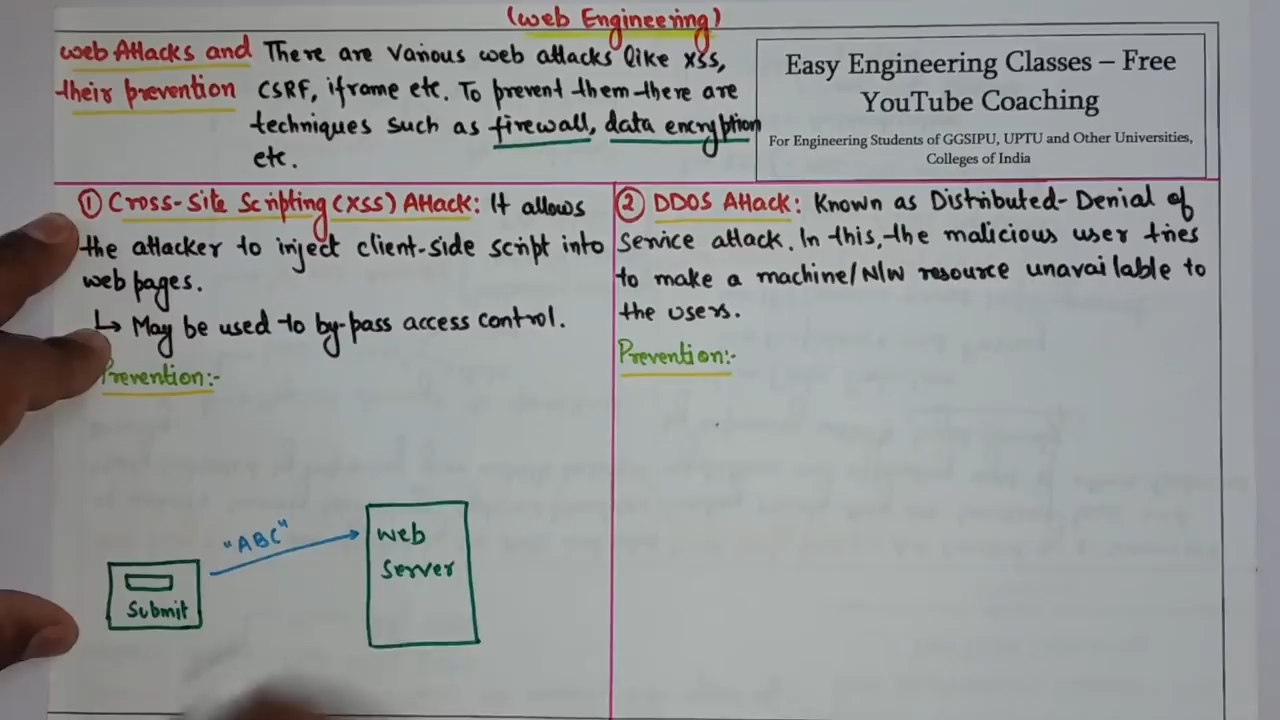 (Web Engineering)
Web Attacks and
their prevention
There are various web attacks like XSS,
CSRF, iframe etc. To prevent them there are
techniques such as firewall, data encryption
etc.
Easy Engineering Classes – Free
YouTube Coaching
For Engineering Students of GGSIPU, UPTU and Other Universities,
Colleges of India
① Cross-Site Scripting (XSS) Attack: It allows
the attacker to inject client-side script into
web pages.
↳ May be used to by-pass access control.
Prevention:-
"ABC"
Submit
Web
Server
② DDOS Attack: Known as Distributed-Denial of
Service attack. In this, the malicious user tries
to make a machine/N/W resource unavailable to
the users.
Prevention:-